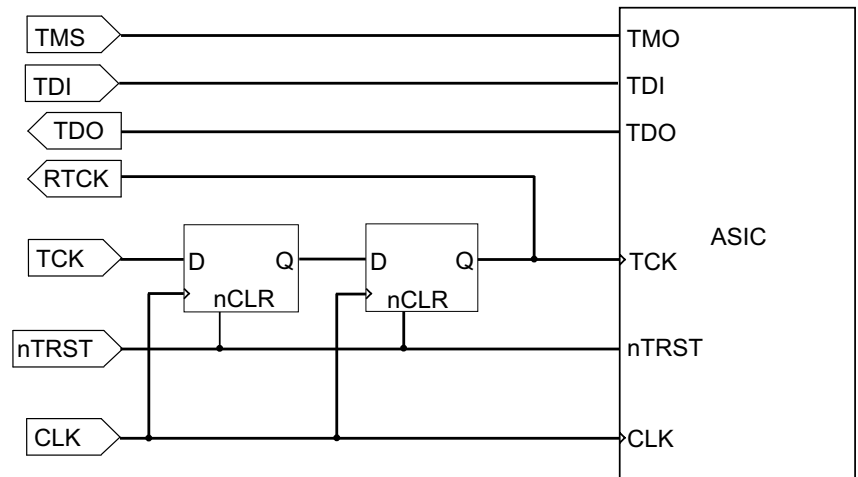 TMS TMO
TDI TDI
TDO TDO
RTCK
ASIC
TCK D Q D Q TCK
nCLR nCLR
nTRST nTRST
CLK CLK